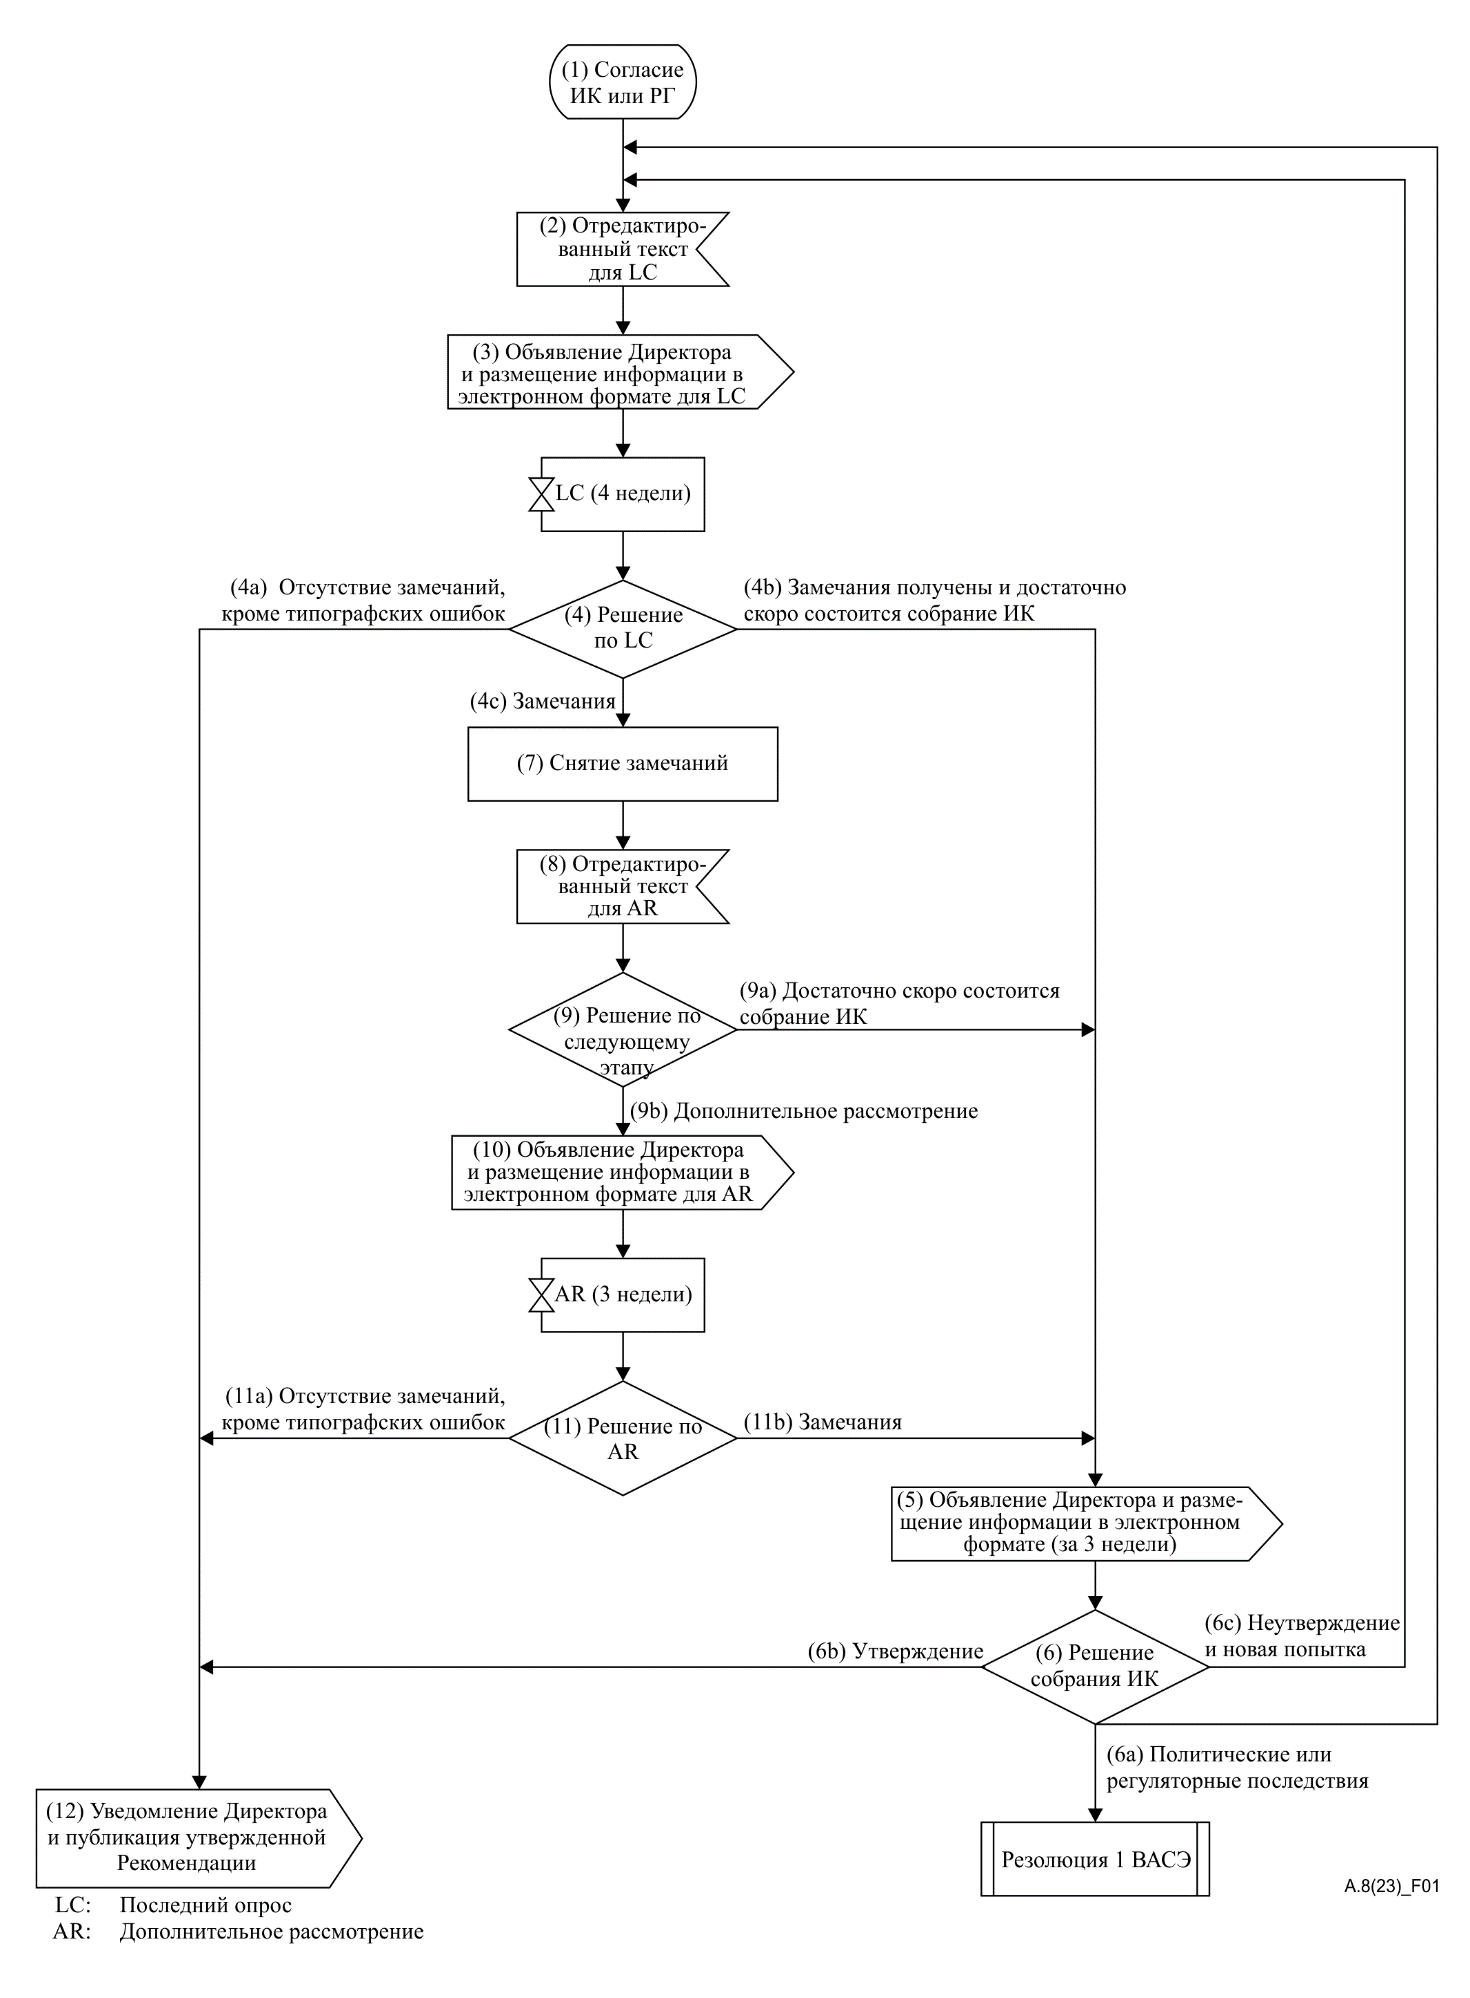 (1) Согласие
ИК или РГ
(2) Отредактиро-
ванный текст
для LC
(3) Объявление Директора
и размещение информации в
электронном формате для LC
LC (4 недели)
(4a) Отсутствие замечаний,
кроме типографских ошибок
(4) Решение
по LC
(4b) Замечания получены и достаточно
скоро состоится собрание ИК
(4c) Замечания
(7) Снятие замечаний
(8) Отредактиро-
ванный текст
для AR
(9) Решение по
следующему
этапу
(9a) Достаточно скоро состоится
собрание ИК
(9b) Дополнительное рассмотрение
(10) Объявление Директора
и размещение информации в
электронном формате для AR
AR (3 недели)
(11a) Отсутствие замечаний,
кроме типографских ошибок
(11) Решение по
AR
(11b) Замечания
(5) Объявление Директора и разме-
щение информации в электронном
формате (за 3 недели)
(6b) Утверждение
(6) Решение
собрания ИК
(6c) Неутверждение
и новая попытка
(6a) Политические или
регуляторные последствия
(12) Уведомление Директора
и публикация утвержденной
Рекомендации
Резолюция 1 ВАСЭ
A.8(23)_F01
LC: Последний опрос
AR: Дополнительное рассмотрение